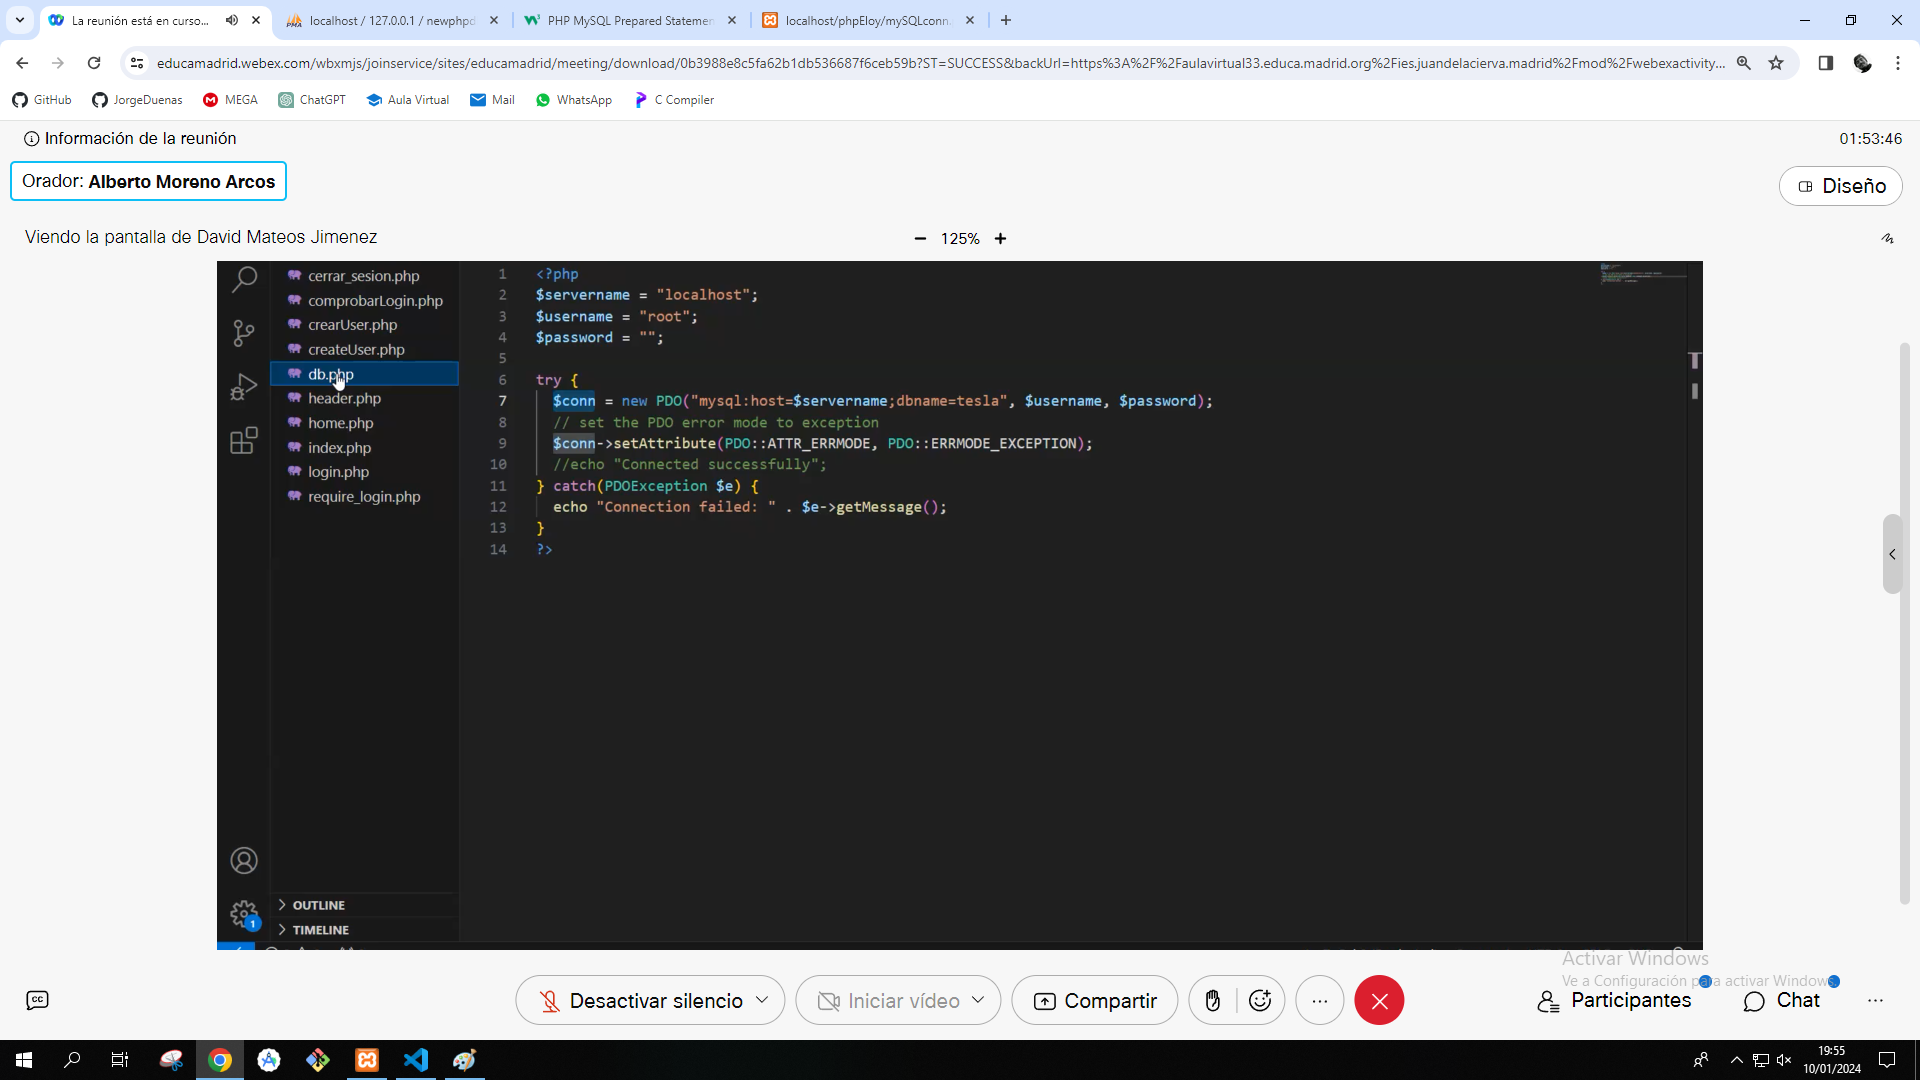 La reunión está en curso...
localhost / 127.0.0.1 / newphpd
PHP MySQL Prepared Statemen
localhost/phpEloy/mySQLconn.
educamadrid.webex.com/wbxmjs/joinservice/sites/educamadrid/meeting/download/0b3988e8c5fa62b1db536687f6ceb59b?ST=SUCCESS&backUrl=https%3A%2F%2Faulavirtual33.educa.madrid.org%2Fies.juandelacierva.madrid%2Fmod%2Fwebexactivity...
GitHub
JorgeDuenas
MEGA
ChatGPT
Aula Virtual
Mail
WhatsApp
C Compiler
Información de la reunión
01:53:46
Orador: Alberto Moreno Arcos
Diseño
Viendo la pantalla de David Mateos Jimenez
125%
cerrar_sesion.php
comprobarLogin.php
crearUser.php
createUser.php
db.php
header.php
home.php
index.php
login.php
require_login.php
OUTLINE
TIMELINE
1
1 <?php
2 $servername = "localhost";
3 $username = "root";
4 $password = "";
5
6 try {
7 $conn = new PDO("mysql:host=$servername;dbname=tesla", $username, $password);
8 // set the PDO error mode to exception
9 $conn->setAttribute(PDO::ATTR_ERRMODE, PDO::ERRMODE_EXCEPTION);
10 //echo "Connected successfully";
11 } catch(PDOException $e) {
12 echo "Connection failed: " . $e->getMessage();
13 }
14 ?>
Activar Windows
Ve a Configuración para activar Windows.
CC
Desactivar silencio
Iniciar vídeo
Compartir
Participantes
Chat
19:55
10/01/2024